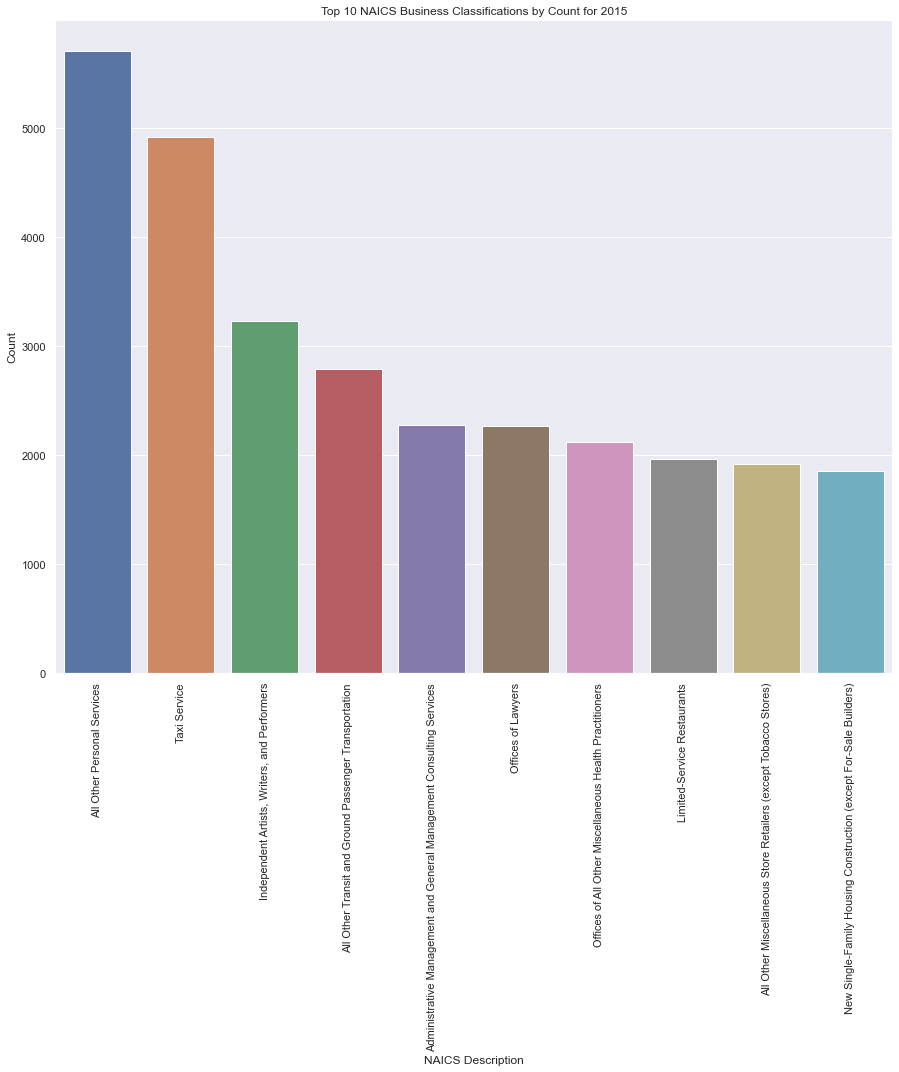 Top 10 NAICS Business Classifications by Count for 2015
Count
5000
4000
3000
2000
1000
0
All Other Personal Services
Taxi Service
Independent Artists, Writers, and Performers
All Other Transit and Ground Passenger Transportation
Administrative Management and General Management Consulting Services
Offices of Lawyers
Offices of All Other Miscellaneous Health Practitioners
Limited-Service Restaurants
All Other Miscellaneous Store Retailers (except Tobacco Stores)
New Single-Family Housing Construction (except For-Sale Builders)
NAICS Description